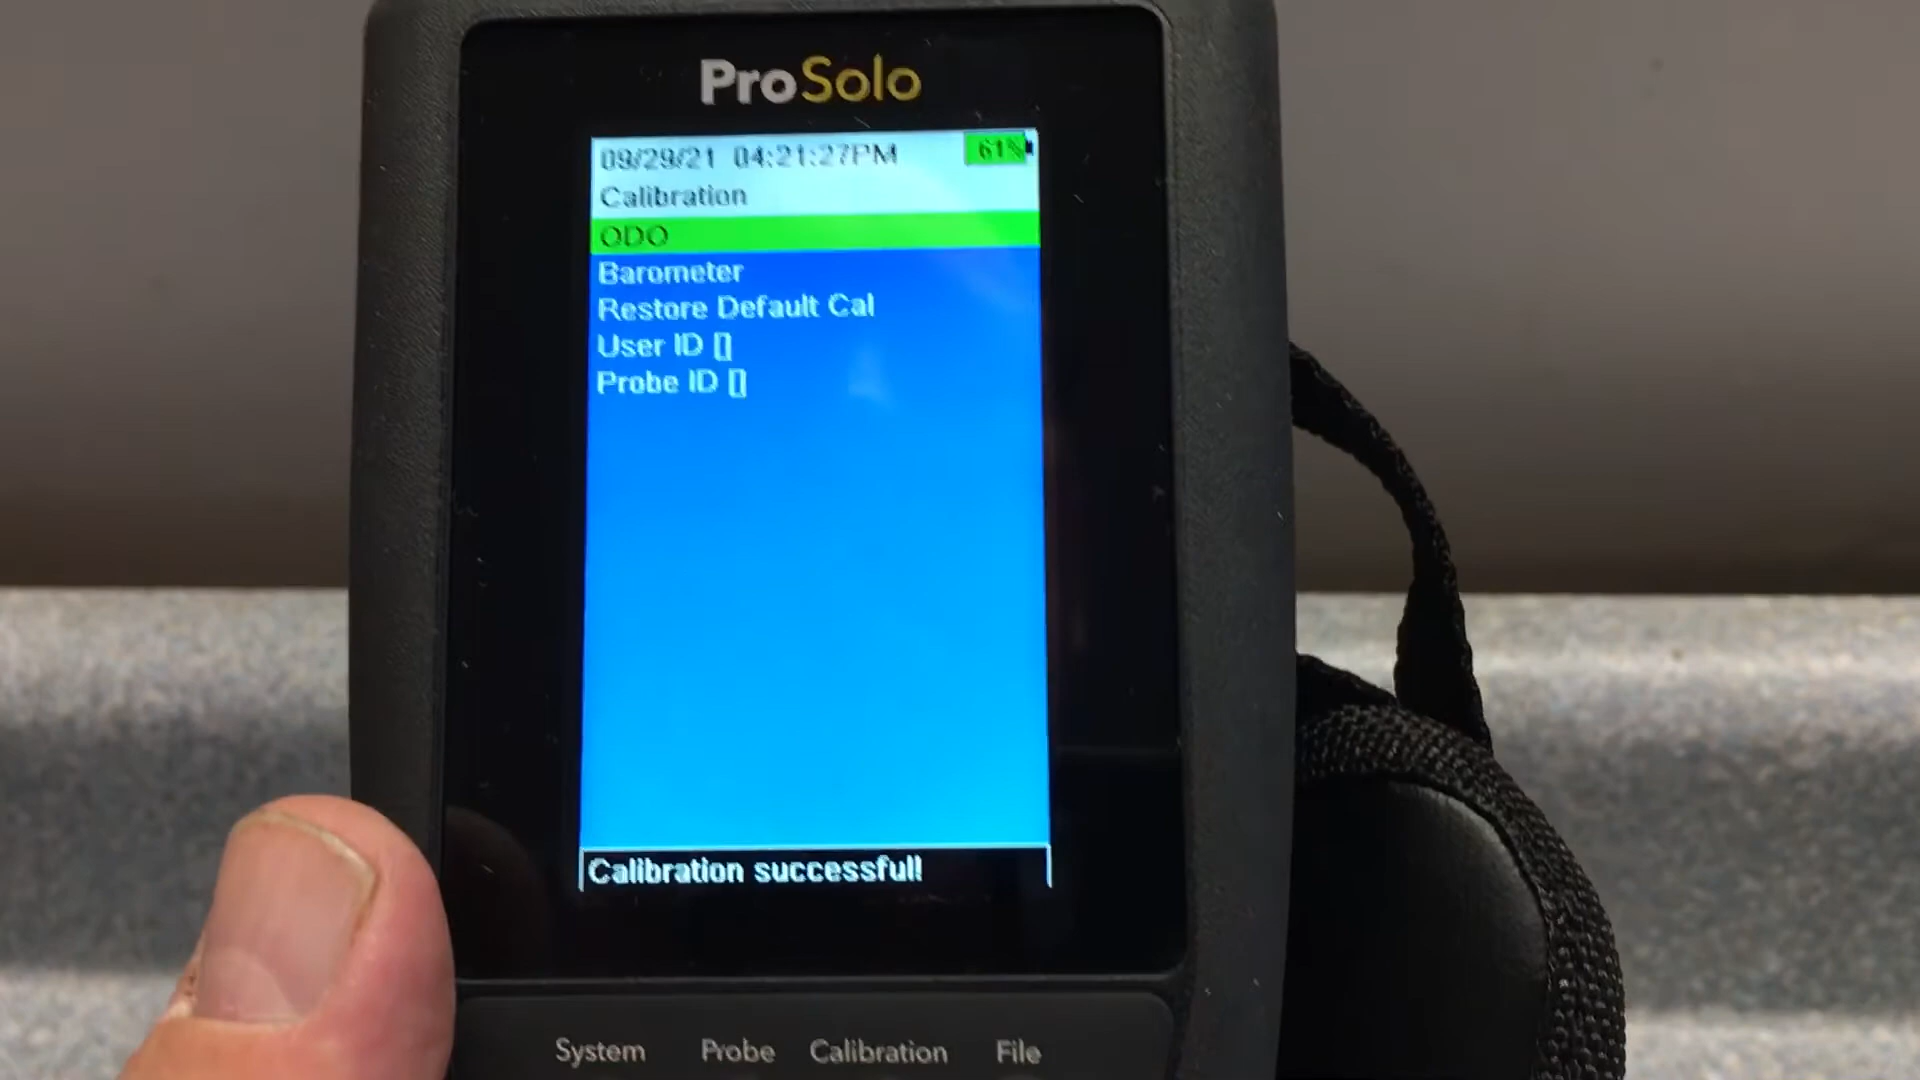 ProSolo
09/29/21 04:21:27PM 61%
Calibration
ODO
Barometer
Restore Default Cal
User ID []
Probe ID []
Calibration successful!
System Probe Calibration File